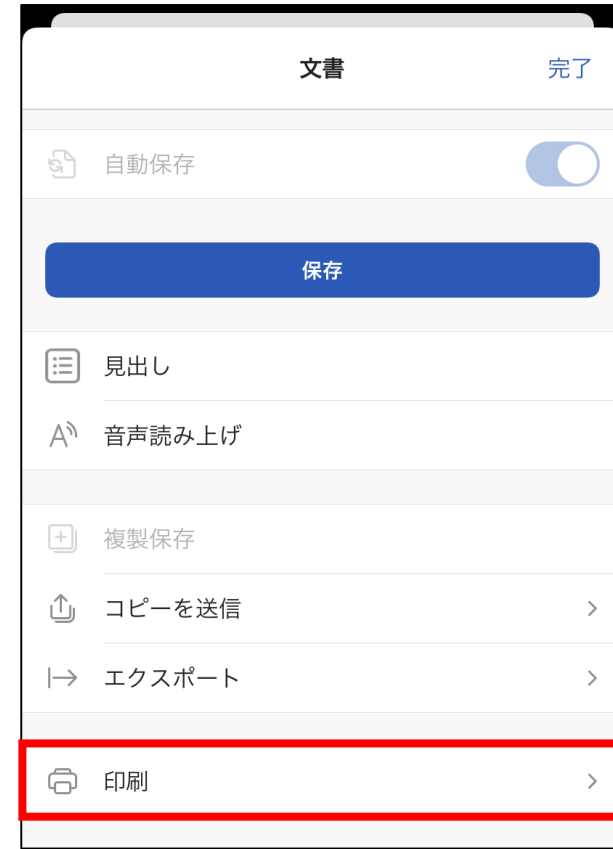 文書
完了
自動保存
保存
見出し
音声読み上げ
複製保存
コピーを送信
エクスポート
印刷